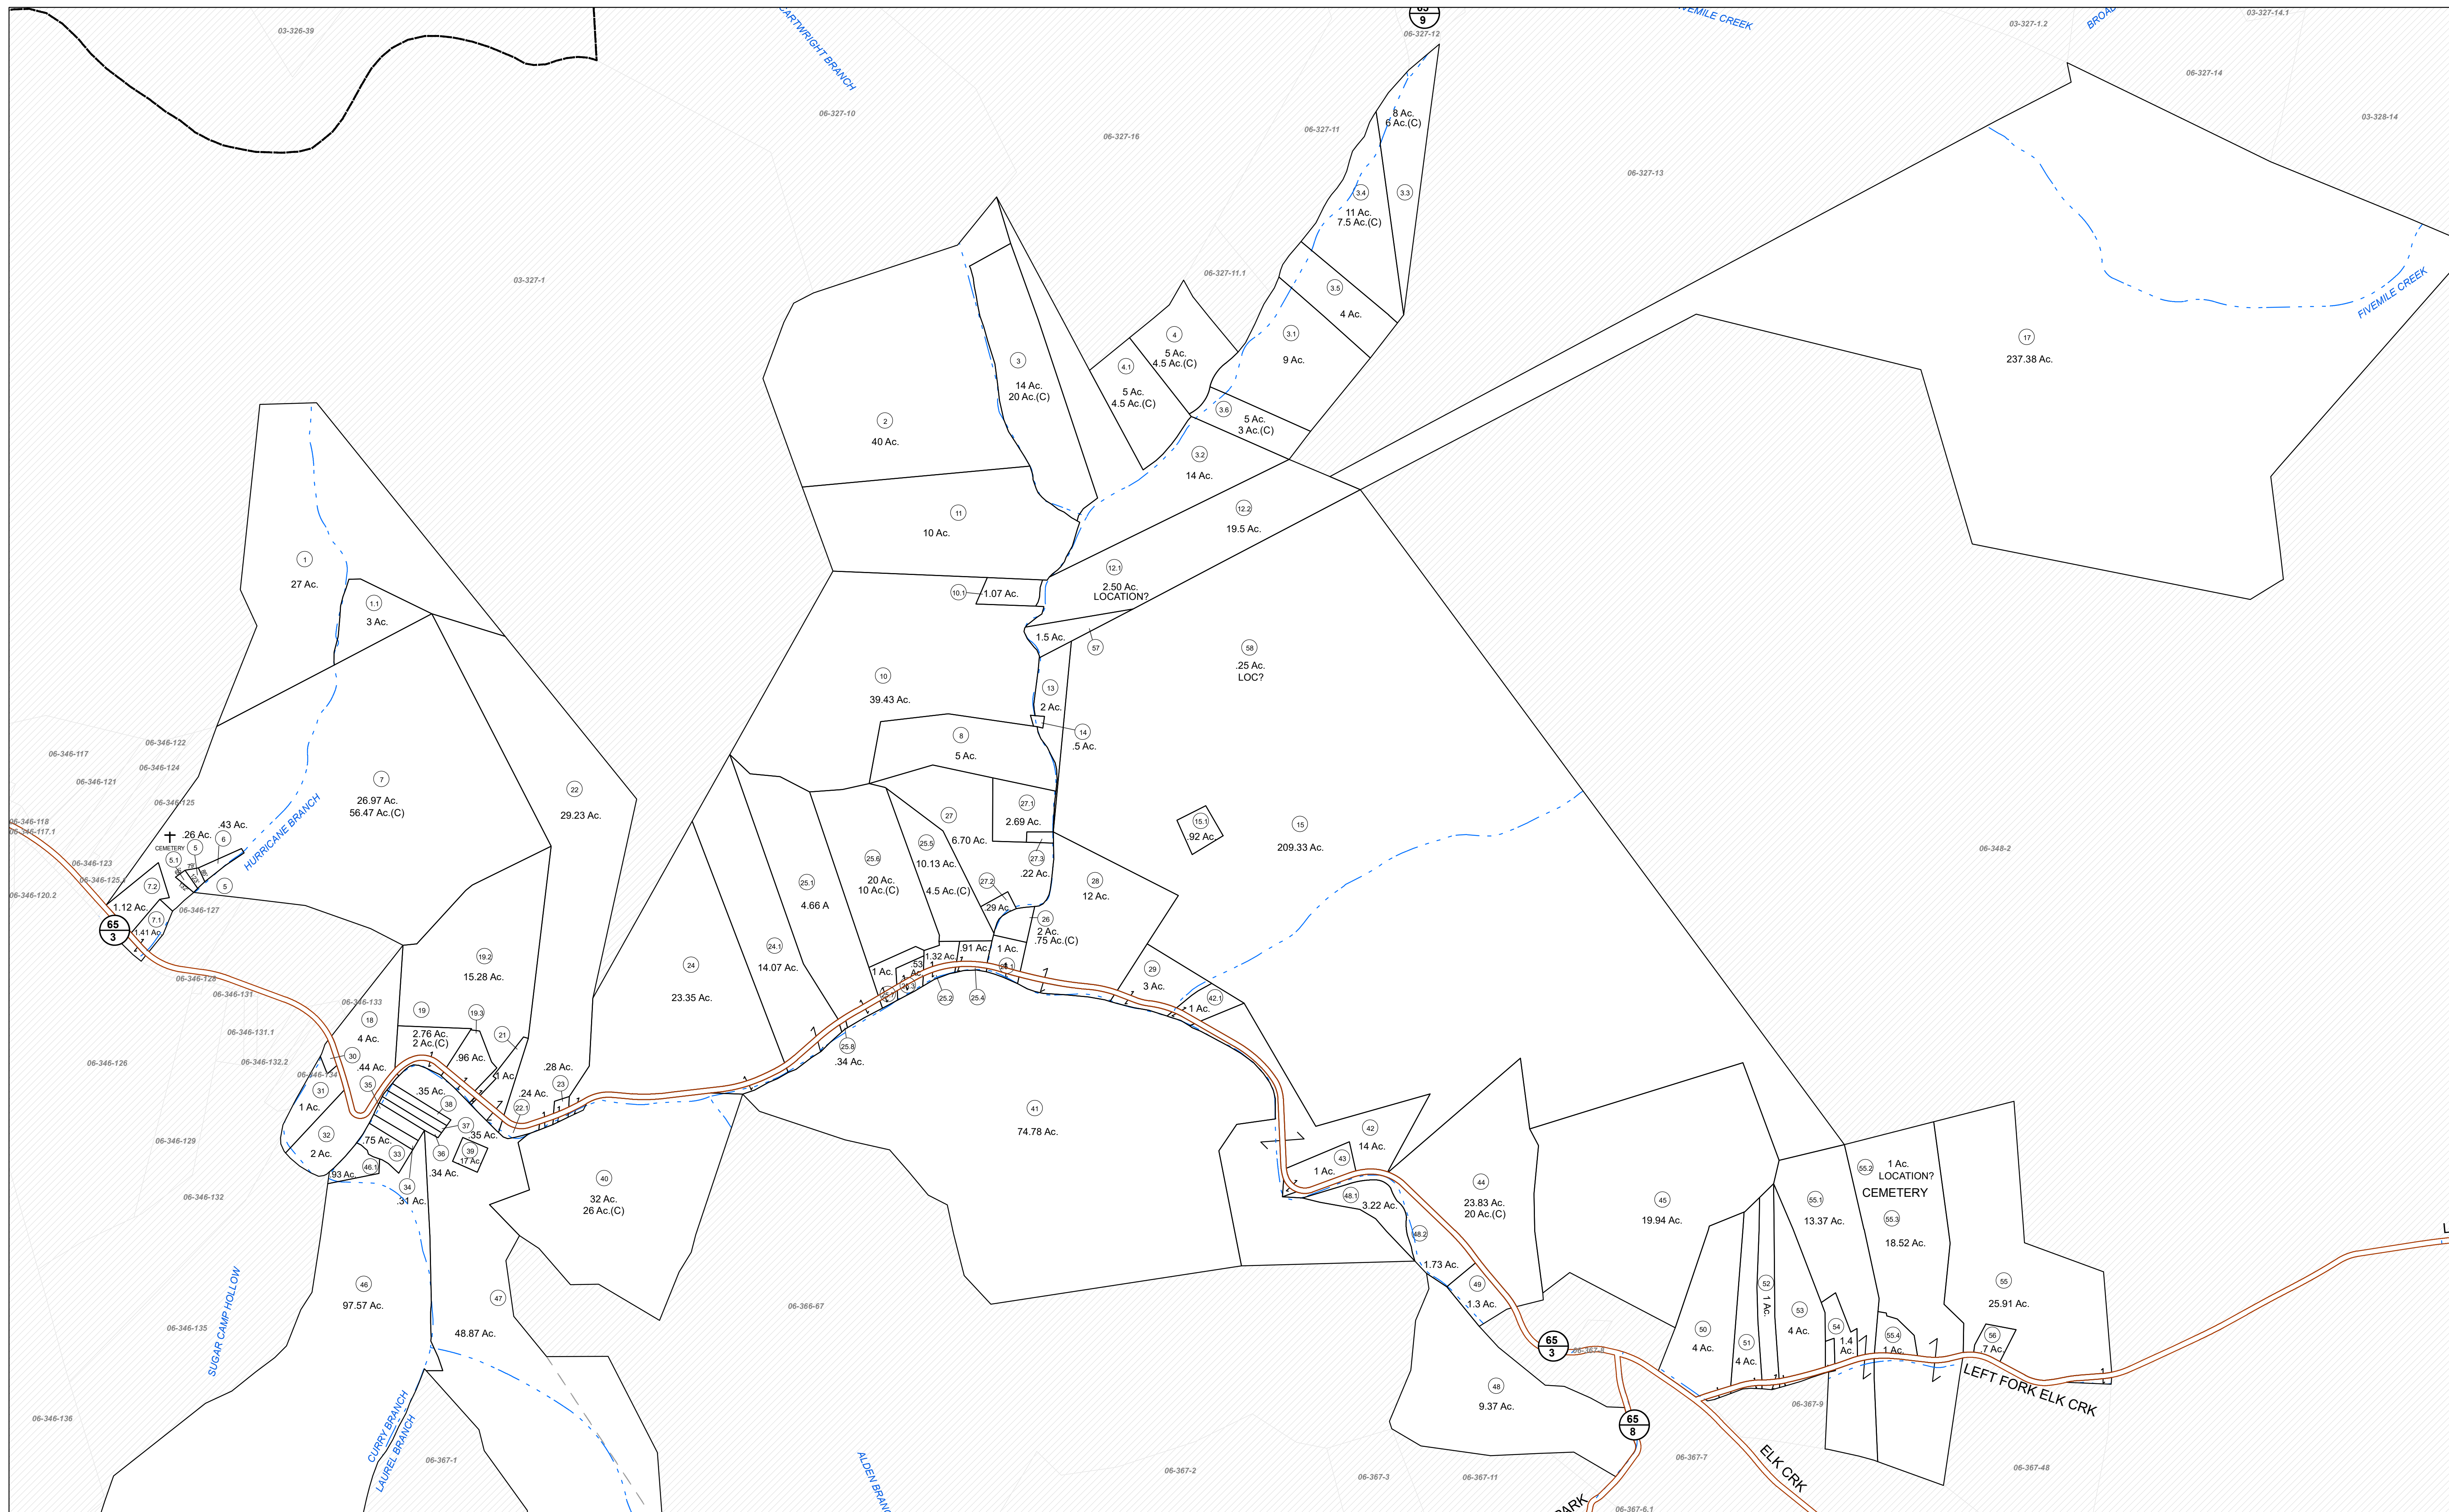 03-326-39
CARTWRIGHT BRANCH
65
9
06-327-12
03-327-1.2
03-327-14.1
06-327-14
03-328-14
06-327-10
06-327-16
06-327-11
06-327-13
8 Ac.
6 Ac.(C)
3.4
3.3
11 Ac.
7.5 Ac.(C)
03-327-1
06-327-11.1
3.5
4 Ac.
FIVEMILE CREEK
4
5 Ac.
4.5 Ac.(C)
3.1
9 Ac.
17
237.38 Ac.
3
14 Ac.
20 Ac.(C)
4.1
5 Ac.
4.5 Ac.(C)
2
40 Ac.
3.6
5 Ac.
3 Ac.(C)
3.2
14 Ac.
11
10 Ac.
12.2
19.5 Ac.
1
27 Ac.
1.1
3 Ac.
10.1
1.07 Ac.
12.1
2.50 Ac.
LOCATION?
1.5 Ac.
57
58
.25 Ac.
LOC?
10
39.43 Ac.
13
2 Ac.
14
.5 Ac.
8
5 Ac.
06-346-122
06-346-117
06-346-124
06-346-121
06-346-125
06-346-118
06-346-117.1
7
26.97 Ac.
56.47 Ac.(C)
22
29.23 Ac.
HURRICANE BRANCH
.43 Ac.
.26 Ac.
CEMETERY
5
6
5.1
5
06-346-123
06-346-120.2
06-346-127
7.2
1.12 Ac.
7.1
1.41 Ac.
65
3
27
6.70 Ac.
27.1
2.69 Ac.
27.3
.22 Ac.
15.1
.92 Ac.
15
209.33 Ac.
06-348-2
25.6
20 Ac.
10 Ac.(C)
25.5
10.13 Ac.
4.5 Ac.(C)
25.1
4.66 A
27.2
.29 Ac.
28
12 Ac.
26
2 Ac.
.75 Ac.(C)
24.1
14.07 Ac.
24
23.35 Ac.
.91 Ac.
1 Ac.
1.32 Ac.
.53
Ac.
1 Ac.
25.2
25.4
25.8
.34 Ac.
29
3 Ac.
42.1
1 Ac.
19.2
15.28 Ac.
06-346-128
06-346-131
06-346-133
06-346-131.1
06-346-132.2
06-346-134
06-346-126
18
4 Ac.
19
2.76 Ac.
2 Ac.(C)
19.3
.96 Ac.
21
.1 Ac.
30
.44 Ac.
35
31
1 Ac.
32
2 Ac.
.35 Ac.
38
37
.35 Ac.
36
.34 Ac.
39
.17 Ac.
.75 Ac.
33
46.1
.93 Ac.
34
.31 Ac.
.28 Ac.
23
.24 Ac.
22.1
06-346-129
06-346-132
40
32 Ac.
26 Ac.(C)
41
74.78 Ac.
42
14 Ac.
43
1 Ac.
48.1
3.22 Ac.
48.2
1.73 Ac.
49
1.3 Ac.
44
23.83 Ac.
20 Ac.(C)
45
19.94 Ac.
55.2
1 Ac.
LOCATION?
CEMETERY
55.1
13.37 Ac.
55.3
18.52 Ac.
55
25.91 Ac.
46
97.57 Ac.
47
48.87 Ac.
SUGAR CAMP HOLLOW
06-346-135
06-366-67
65
3
06-367-8
50
4 Ac.
51
4 Ac.
52
1 Ac.
53
4 Ac.
54
1.4
Ac.
55.4
1 Ac.
56
.7 Ac.
LEFT FORK ELK CRK
48
9.37 Ac.
65
8
06-367-9
06-346-136
CURRY BRANCH
LAUREL BRANCH
06-367-1
06-367-2
06-367-3
06-367-11
06-367-7
06-367-48
ELK CRK
06-367-6.1